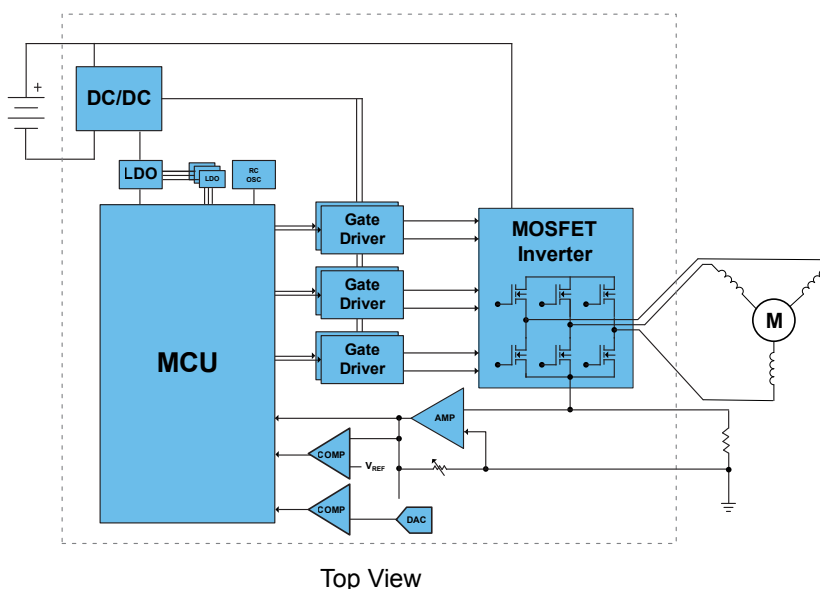 +
DC/DC
LDO
LDO
RC
OSC
Gate
Driver
MOSFET
Inverter
Gate
Driver
M
Gate
Driver
MCU
AMP
COMP
VREF
COMP
DAC
Top View